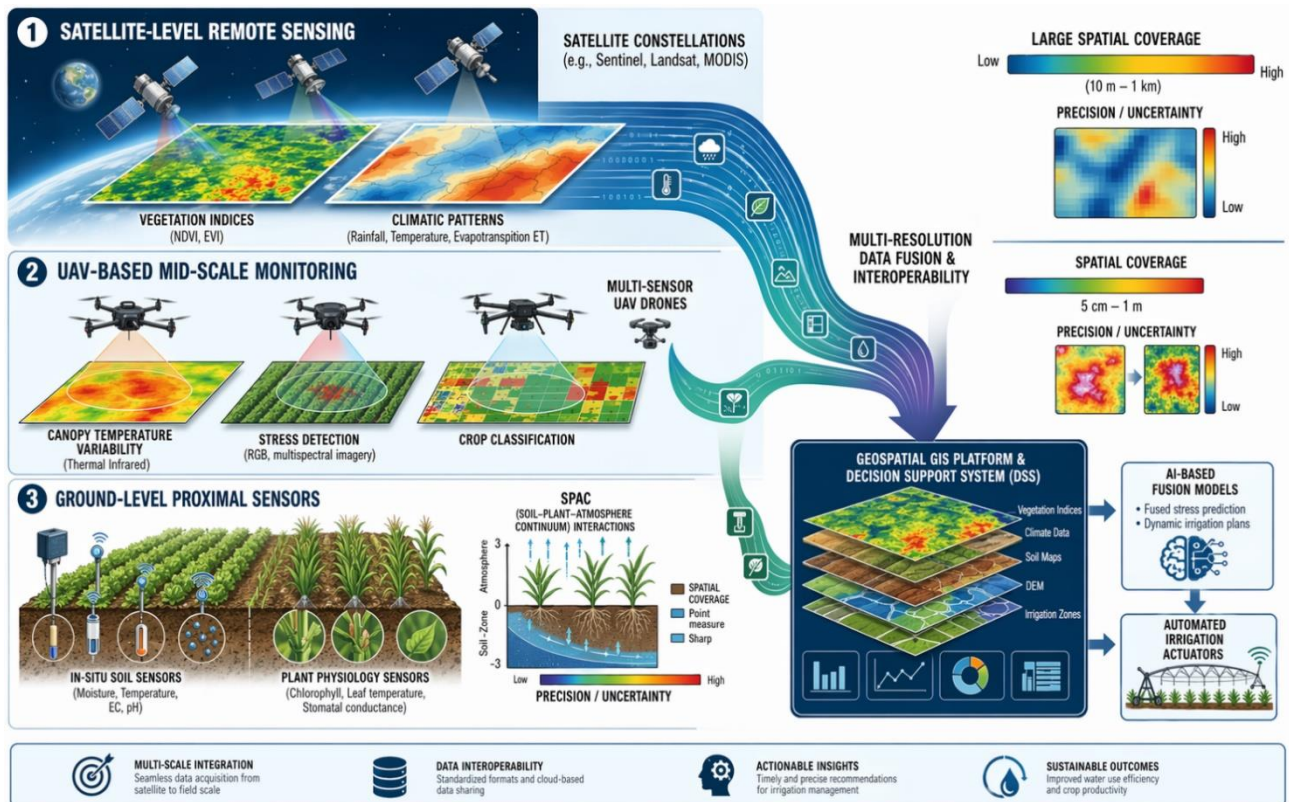 1 SATELLITE-LEVEL REMOTE SENSING
VEGETATION INDICES
(NDVI, EVI)
CLIMATIC PATTERNS
(Rainfall, Temperature, Evapotranspition ET)
SATELLITE CONSTELLATIONS
(e.g., Sentinel, Landsat, MODIS)
LARGE SPATIAL COVERAGE
Low
High
(10 m – 1 km)
PRECISION / UNCERTAINTY
High
Low
MULTI-RESOLUTION
DATA FUSION &
INTEROPERABILITY
SPATIAL COVERAGE
5 cm – 1 m
PRECISION / UNCERTAINTY
High
Low
2 UAV-BASED MID-SCALE MONITORING
MULTI-SENSOR
UAV DRONES
CANOPY TEMPERATURE
VARIABILITY
(Thermal Infrared)
STRESS DETECTION
(RGB, multispectral imagery)
CROP CLASSIFICATION
3 GROUND-LEVEL PROXIMAL SENSORS
IN-SITU SOIL SENSORS
(Moisture, Temperature,
EC, pH)
PLANT PHYSIOLOGY SENSORS
(Chlorophyll, Leaf temperature,
Stomatal conductance)
SPAC
(SOIL–PLANT–ATMOSPHERE
CONTINUUM) INTERACTIONS
Atmosphere
Soil -Zone
3
0
-3
SPATIAL
COVERAGE
Point
measure
Sharp
Low
High
PRECISION / UNCERTAINTY
GEOSPATIAL GIS PLATFORM &
DECISION SUPPORT SYSTEM (DSS)
Vegetation Indices
Climate Data
Soil Maps
DEM
Irrigation Zones
AI-BASED
FUSION MODELS
• Fused stress prediction
• Dynamic irrigation plans
AUTOMATED
IRRIGATION
ACTUATORS
MULTI-SCALE INTEGRATION
Seamless data acquisition from
satellite to field scale
DATA INTEROPERABILITY
Standardized formats and cloud-based
data sharing
ACTIONABLE INSIGHTS
Timely and precise recommendations
for irrigation management
SUSTAINABLE OUTCOMES
Improved water use efficiency
and crop productivity